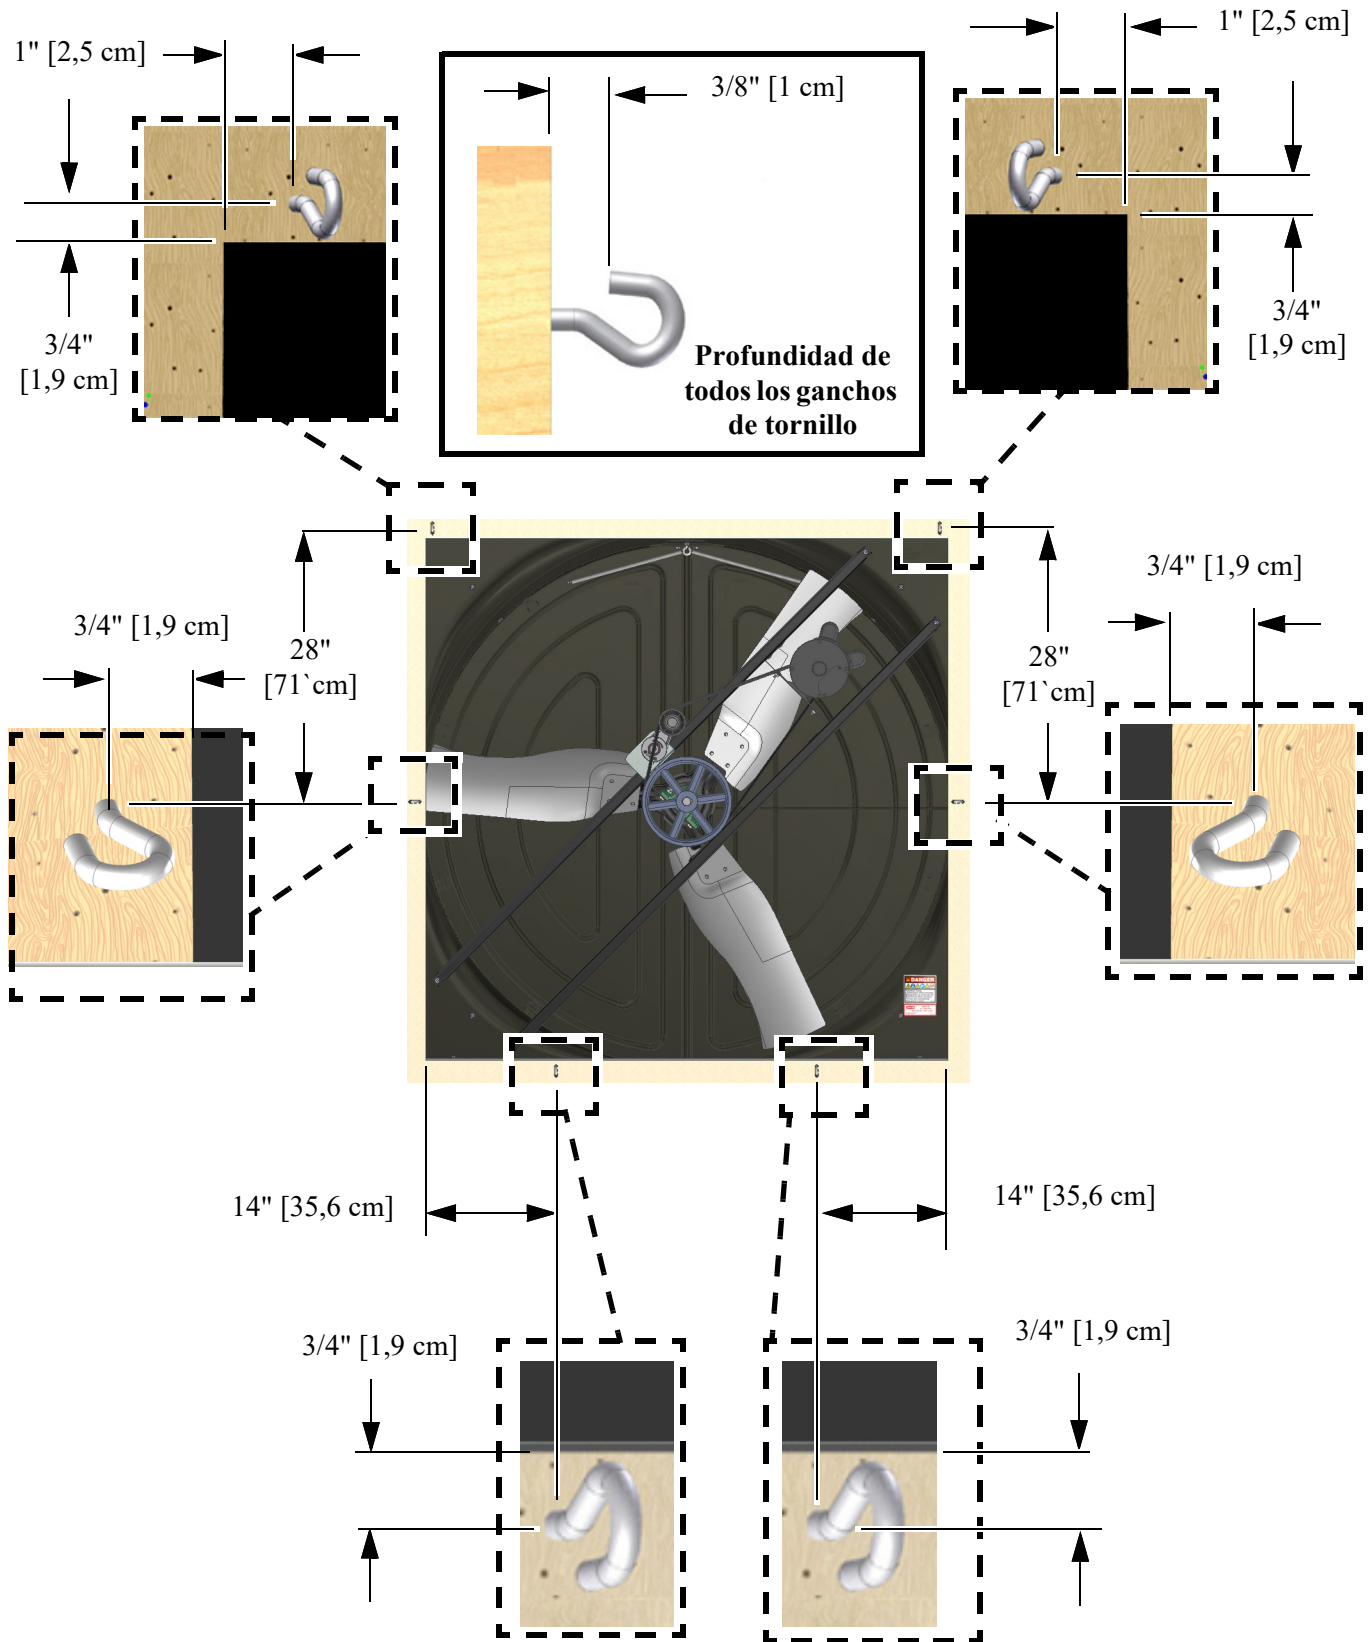 1" [2,5 cm]
1" [2,5 cm]
3/8" [1 cm]
3/4"
[1,9 cm]
3/4"
[1,9 cm]
Profundidad de
todos los ganchos
de tornillo
3/4" [1,9 cm]
3/4" [1,9 cm]
28"
[71`cm]
28"
[71`cm]
DANGER
14" [35,6 cm]
14" [35,6 cm]
3/4" [1,9 cm]
3/4" [1,9 cm]